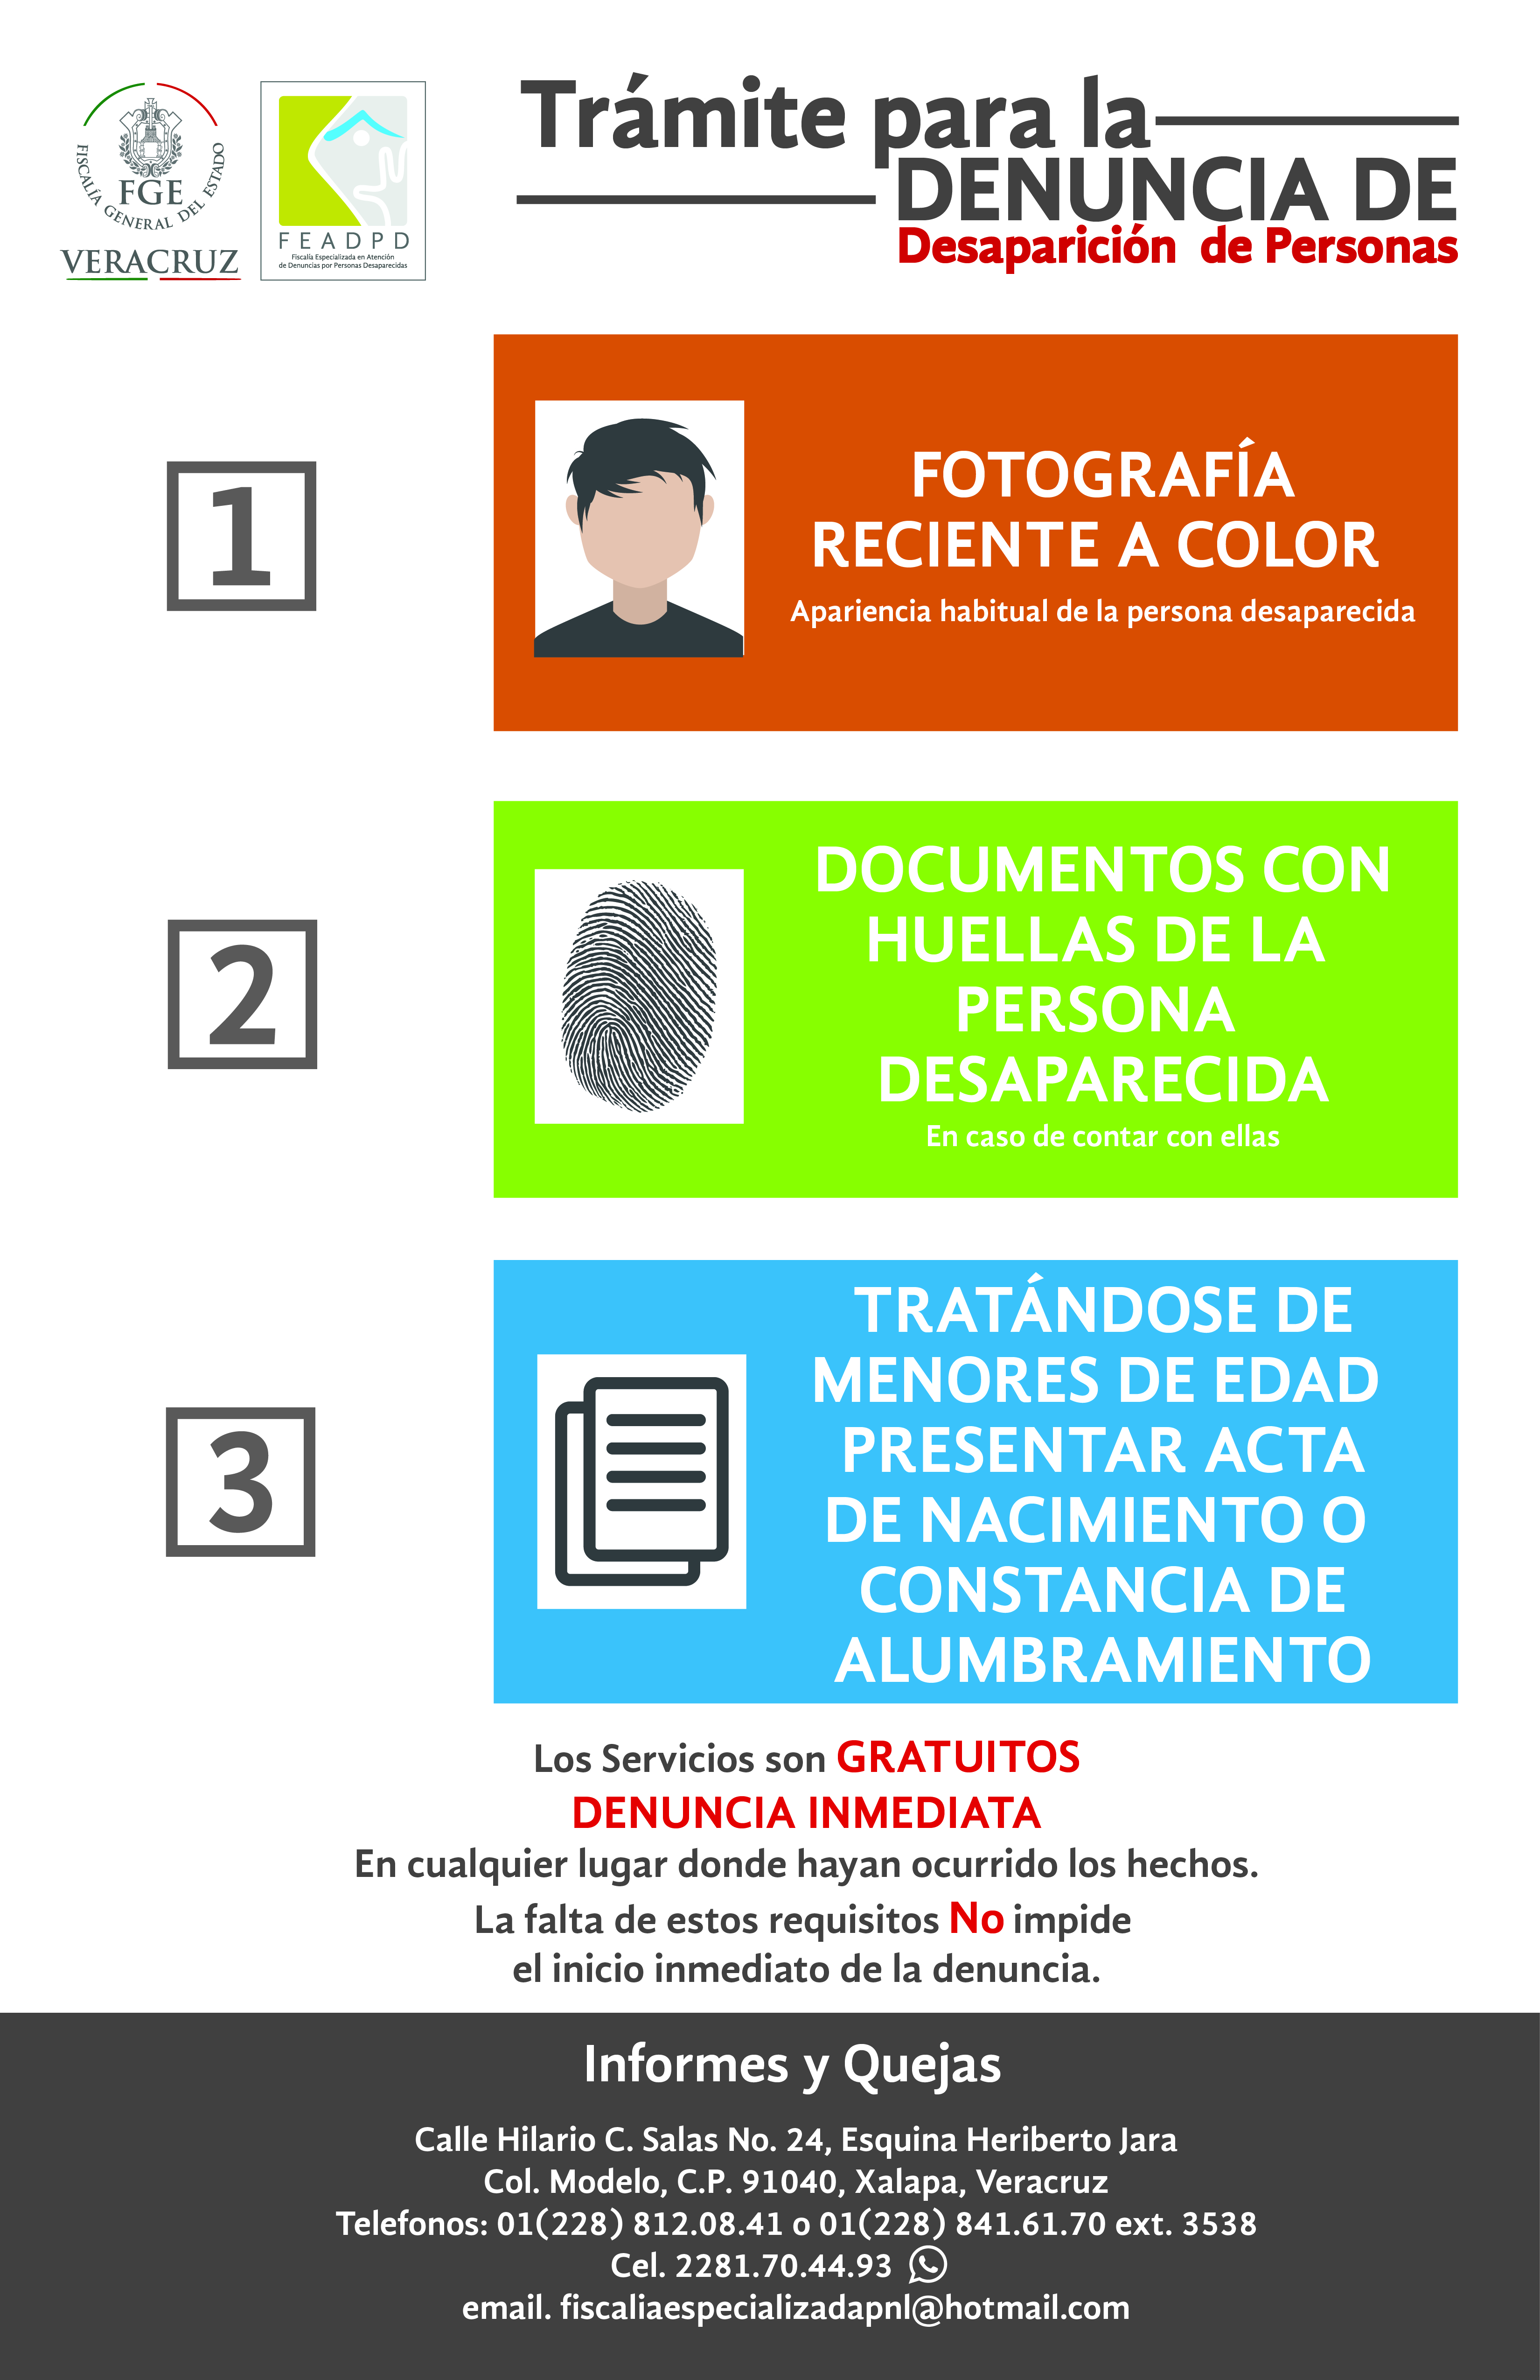 FISCALÍA GENERAL DEL ESTADO
FGE
VERACRUZ
FEADPD
Fiscalía Especializada en Atención
de Denuncias por Personas Desaparecidas
Trámite para la
DENUNCIA DE
Desaparición de Personas
1
FOTOGRAFÍA
RECIENTE A COLOR
Apariencia habitual de la persona desaparecida
2
DOCUMENTOS CON
HUELLAS DE LA
PERSONA
DESAPARECIDA
En caso de contar con ellas
3
TRATÁNDOSE DE
MENORES DE EDAD
PRESENTAR ACTA
DE NACIMIENTO O
CONSTANCIA DE
ALUMBRAMIENTO
Los Servicios son GRATUITOS
DENUNCIA INMEDIATA
En cualquier lugar donde hayan ocurrido los hechos.
La falta de estos requisitos No impide
el inicio inmediato de la denuncia.
Informes y Quejas
Calle Hilario C. Salas No. 24, Esquina Heriberto Jara
Col. Modelo, C.P. 91040, Xalapa, Veracruz
Telefonos: 01(228) 812.08.41 o 01(228) 841.61.70 ext. 3538
Cel. 2281.70.44.93
email. fiscaliaespecializadapnl@hotmail.com